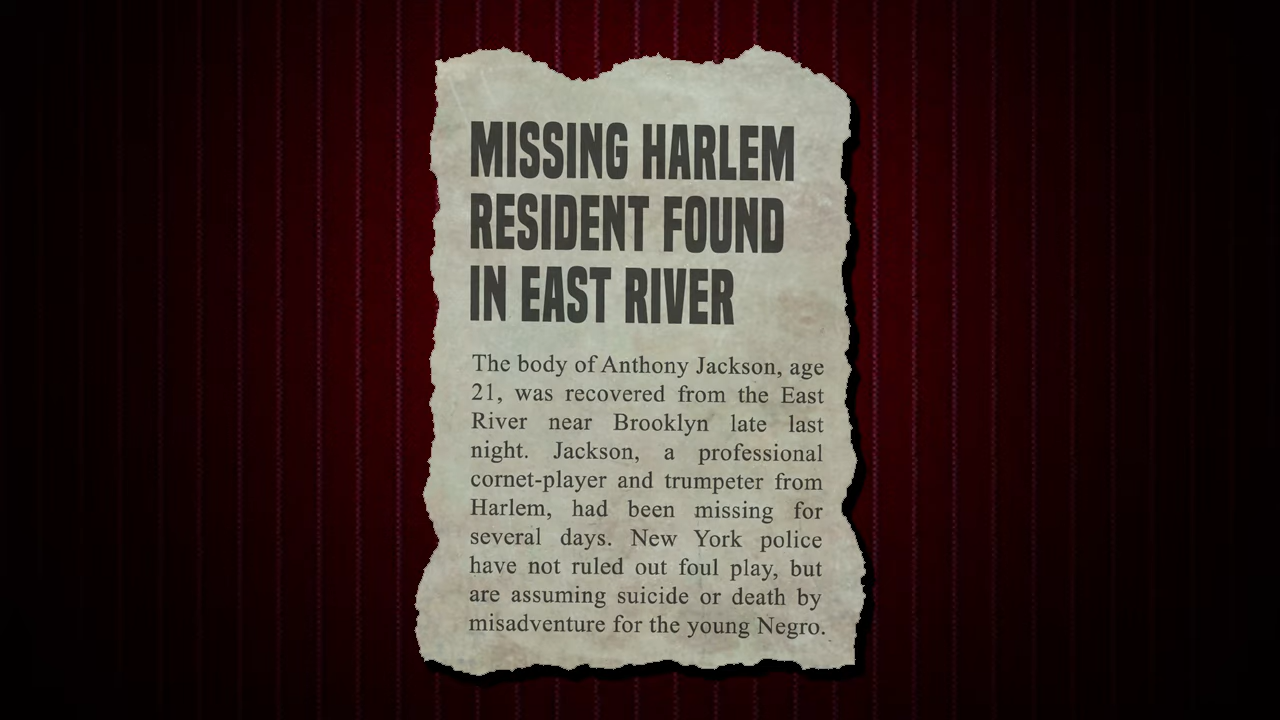 MISSING HARLEM
RESIDENT FOUND
IN EAST RIVER
The body of Anthony Jackson, age
21, was recovered from the East
River near Brooklyn late last
night. Jackson, a professional
cornet-player and trumpeter from
Harlem, had been missing for
several days. New York police
have not ruled out foul play, but
are assuming suicide or death by
misadventure for the young Negro.